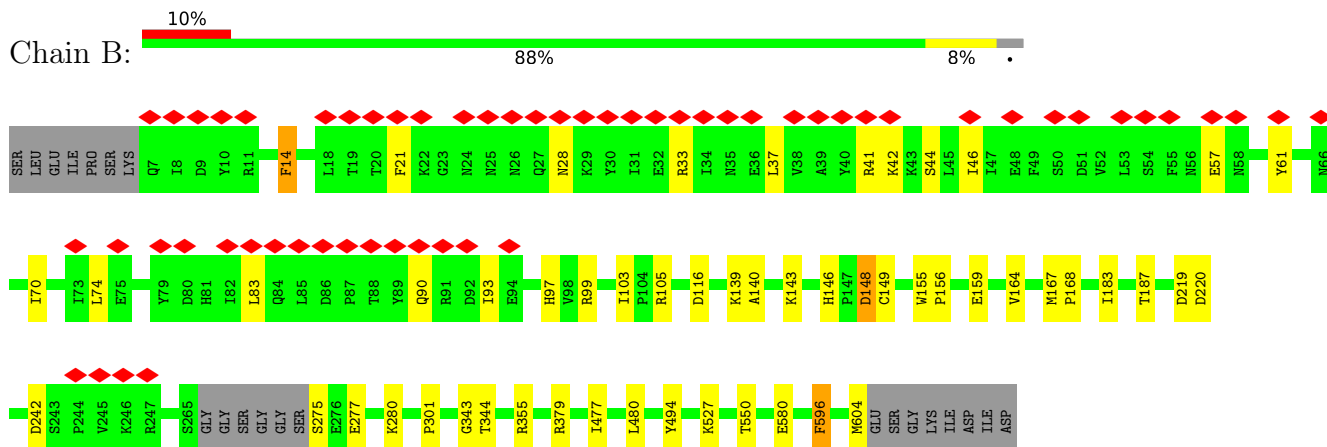 10%
Chain B:
88% 8% •
SER LEU GLU ILE PRO SER LYS Q7 I8 D9 Y10 R11 F14 L18 T19 T20 F21 K22 G23 N24 N25 N26 Q27 N28 K29 Y30 I31 E32 R33 I34 N35 E36 L37 V38 A39 Y40 R41 K42 K43 S44 L45 I46 I47 E48 F49 S50 D51 V52 L53 S54 F55 N56 E57 N58 Y61 N66
I70 I73 L74 E75 Y79 D80 H81 I82 L83 Q84 L85 D86 P87 T88 Y89 Q90 R91 D92 I93 E94 H97 V98 R99 I103 P104 R105 D116 K139 A140 K143 H146 P147 D148 C149 W155 P156 E159 V164 M167 P168 I183 T187 D219 D220
D242 S243 P244 V245 K246 R247 S265 GLY GLY SER GLY GLY SER S275 E276 E277 K280 P301 G343 T344 R355 R379 I477 L480 Y494 K527 T550 E580 F596 M604 GLU SER GLY LYS ILE ASP ILE ASP